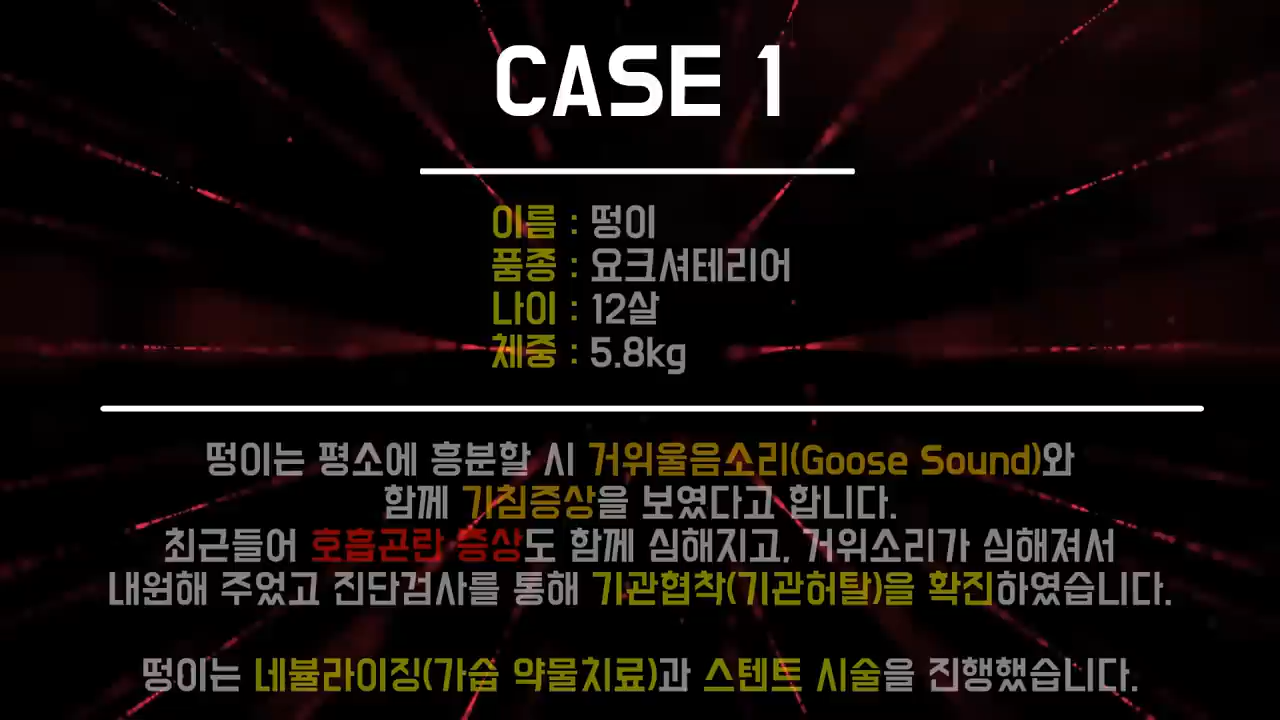 CASE 1
이름 : 떵이
품종 : 요크셔테리어
나이 : 12살
체중 : 5.8kg
떵이는 평소에 흥분할 시 거위울음소리(Goose Sound)와
함께 기침증상을 보였다고 합니다.
최근들어 호흡곤란 증상도 함께 심해지고, 거위소리가 심해져서
내원해 주었고 진단검사를 통해 기관협착(기관허탈)을 확진하였습니다.
떵이는 네뷸라이징(가습 약물치료)과 스텐트 시술을 진행했습니다.